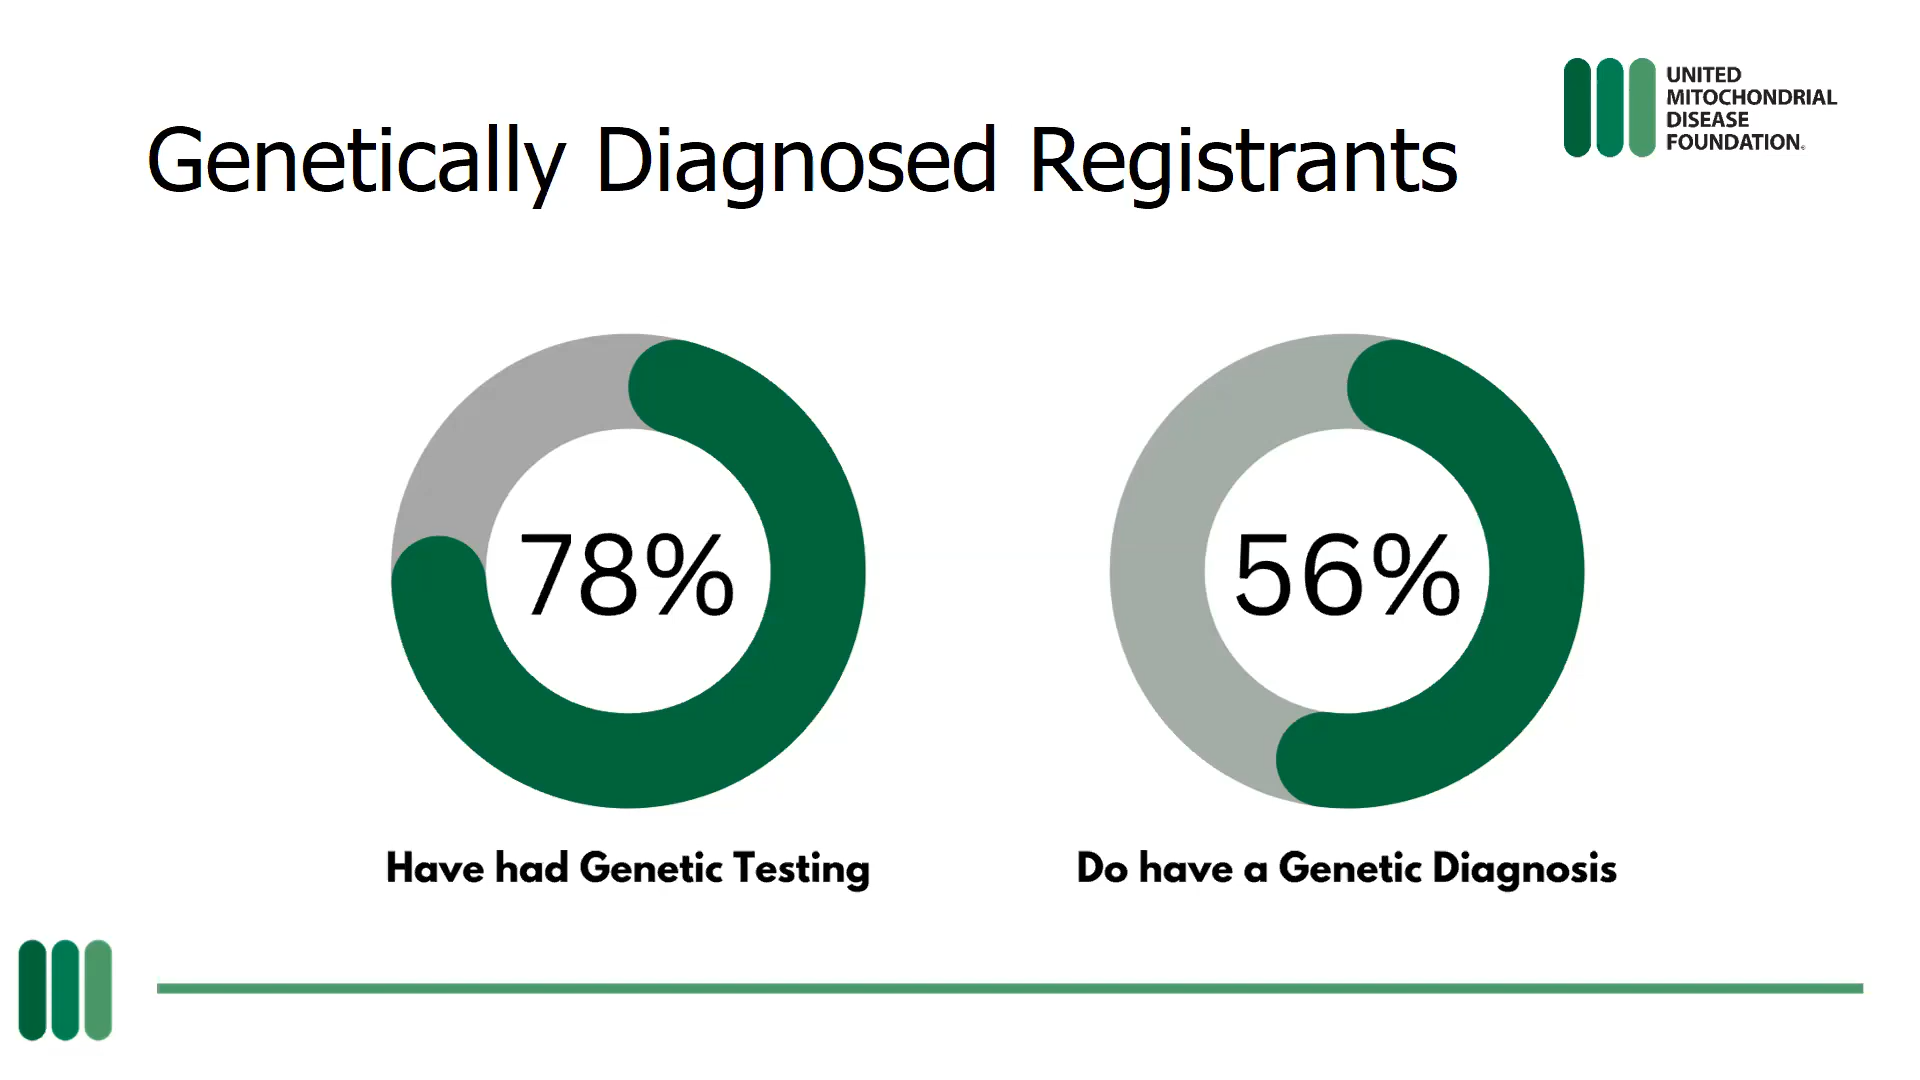 UNITED
MITOCHONDRIAL
DISEASE
FOUNDATION®
Genetically Diagnosed Registrants
78%
56%
Have had Genetic Testing
Do have a Genetic Diagnosis